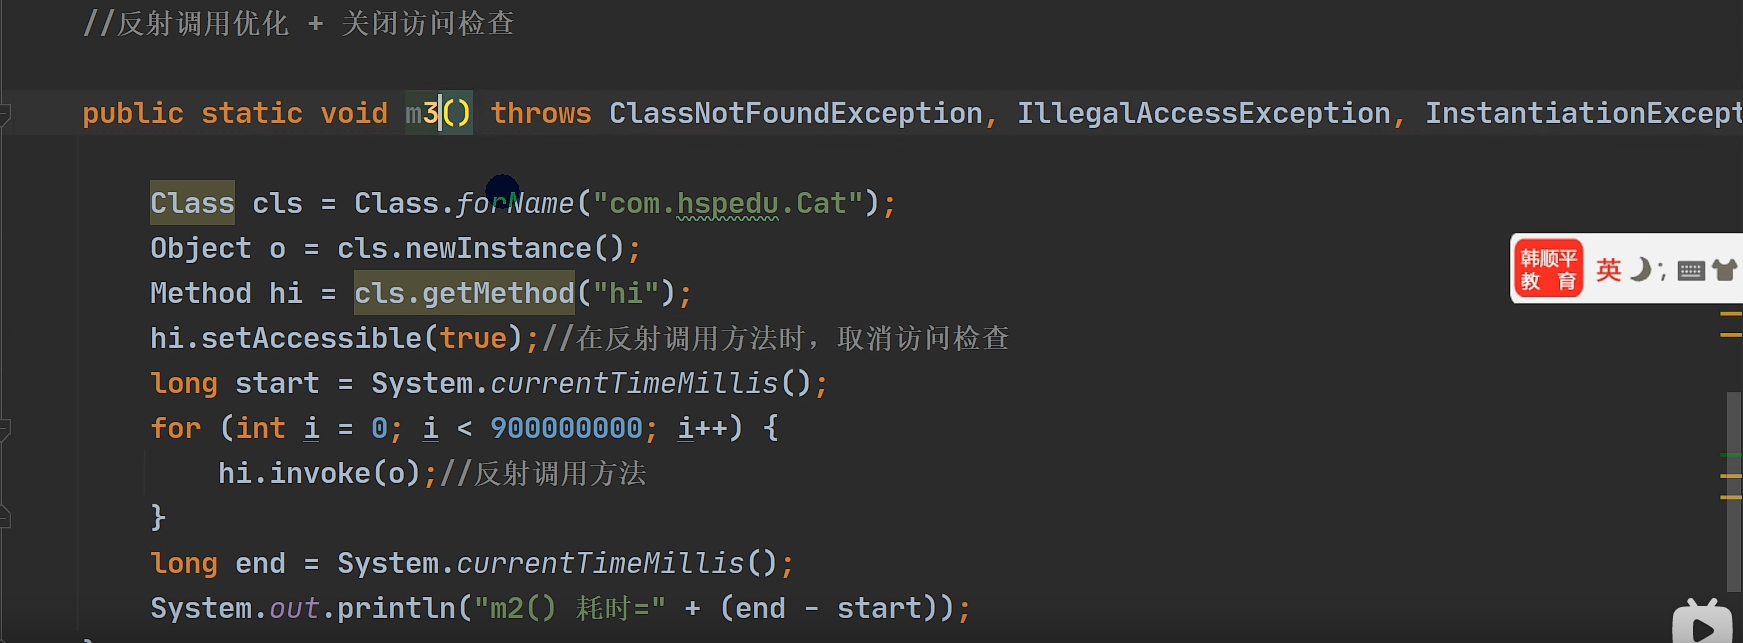 //反射调用优化 + 关闭访问检查
public static void m3() throws ClassNotFoundException, IllegalAccessException, InstantiationExcept
Class cls = Class.forName("com.hspedu.Cat");
Object o = cls.newInstance();
Method hi = cls.getMethod("hi");
hi.setAccessible(true);//在反射调用方法时，取消访问检查
long start = System.currentTimeMillis();
for (int i = 0; i < 900000000; i++) {
hi.invoke(o);//反射调用方法
}
long end = System.currentTimeMillis();
System.out.println("m2() 耗时=" + (end - start));
韩顺平
教 育
英